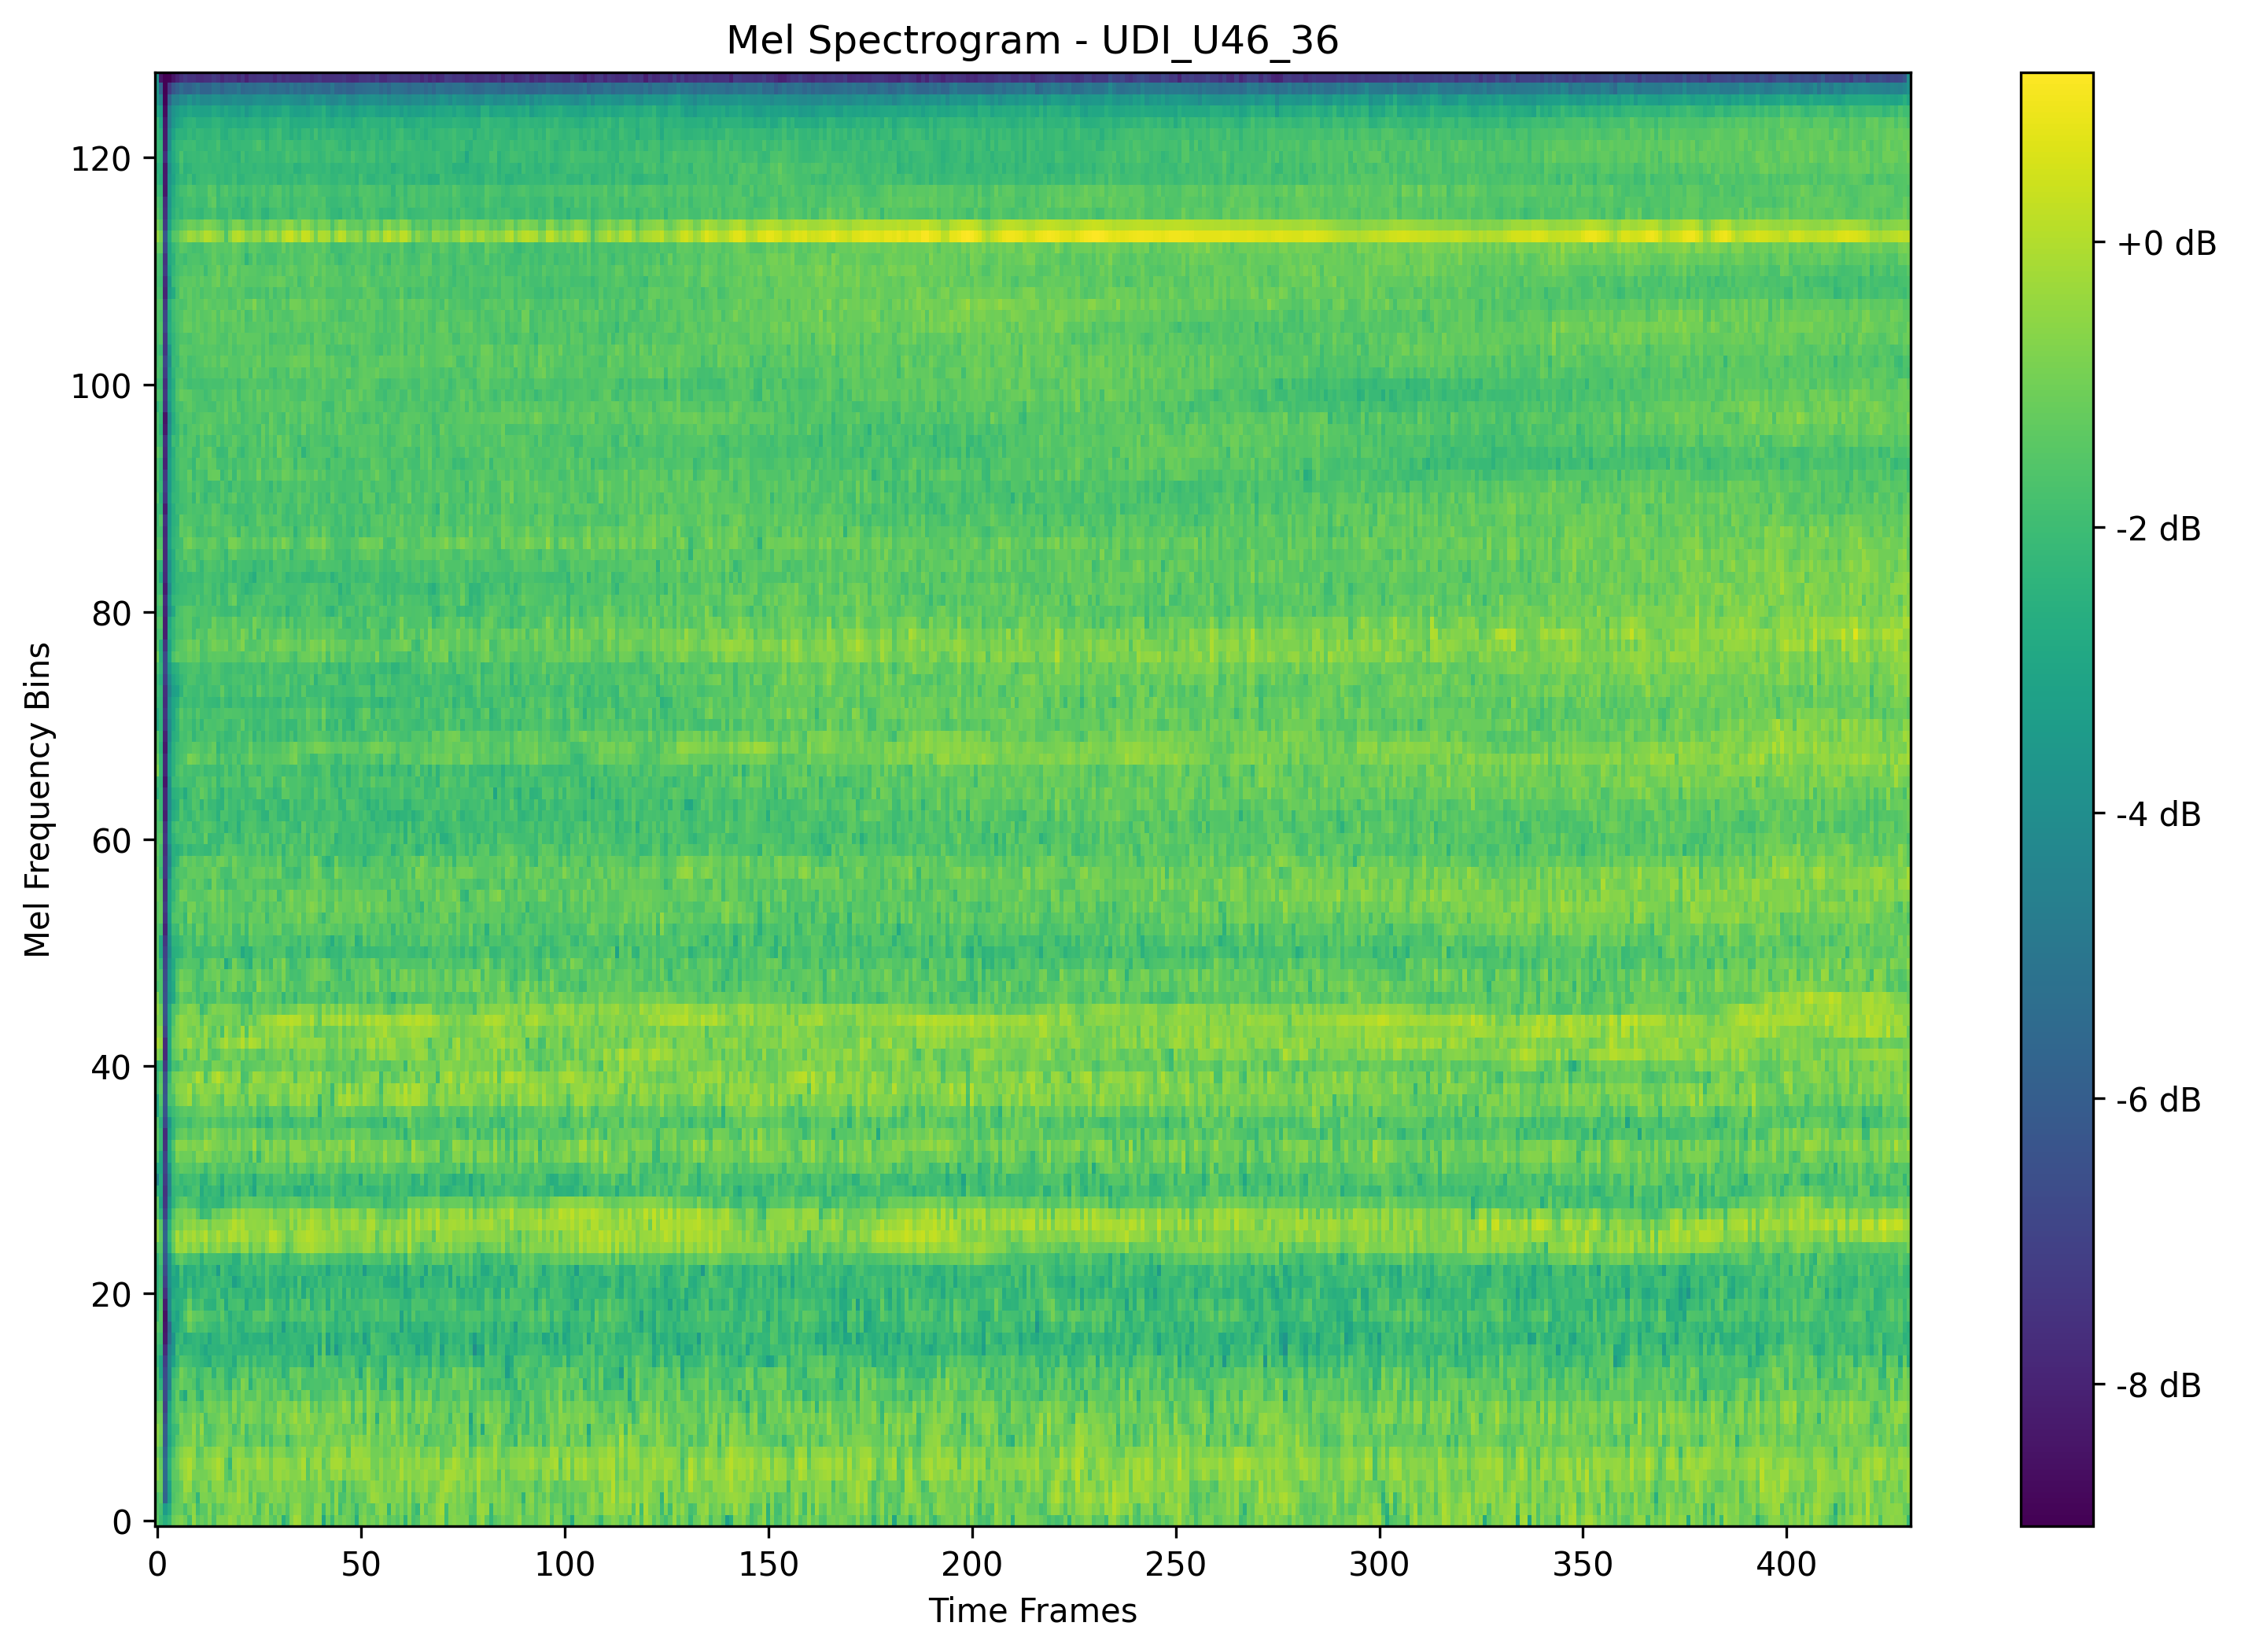 Mel Spectrogram - UDI_U46_36
Mel Frequency Bins
120
100
80
60
40
20
0
0 50 100 150 200 250 300 350 400
Time Frames
+0 dB
-2 dB
-4 dB
-6 dB
-8 dB